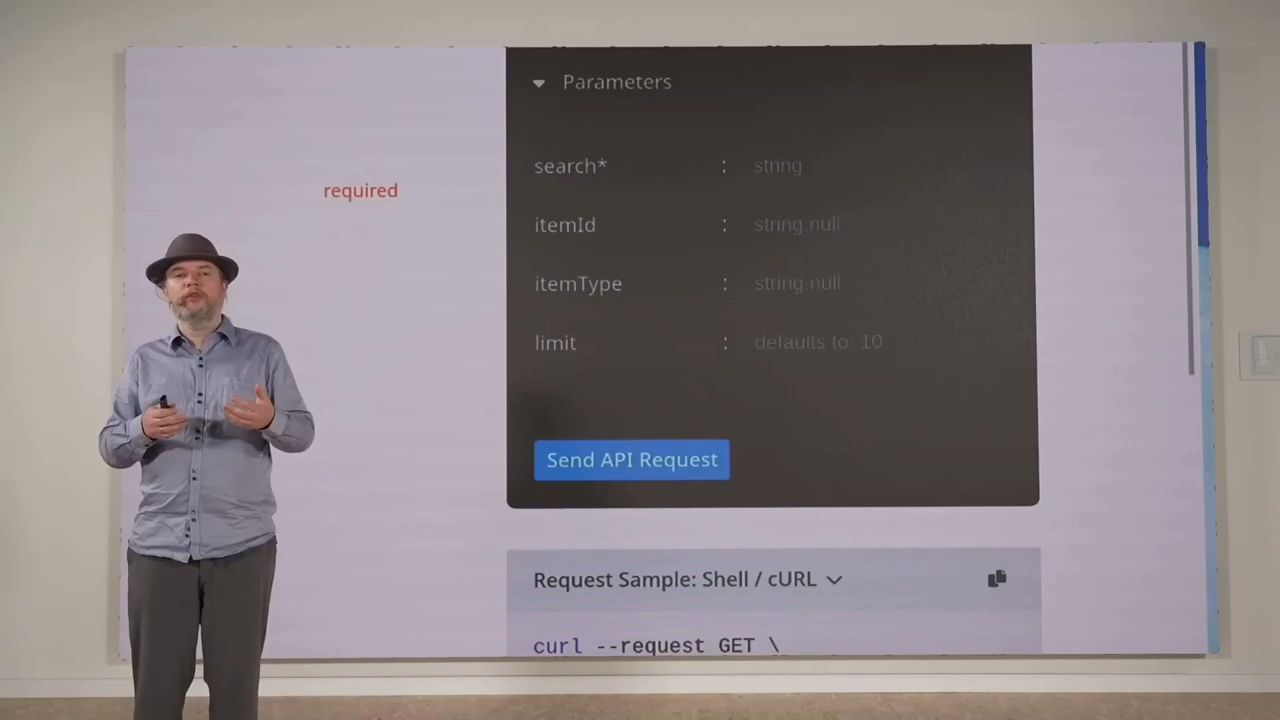 Parameters
required
search* : string
itemId : string.null
itemType : string.null
limit : defaults to: 10
Send API Request
Request Sample: Shell / cURL
curl --request GET \